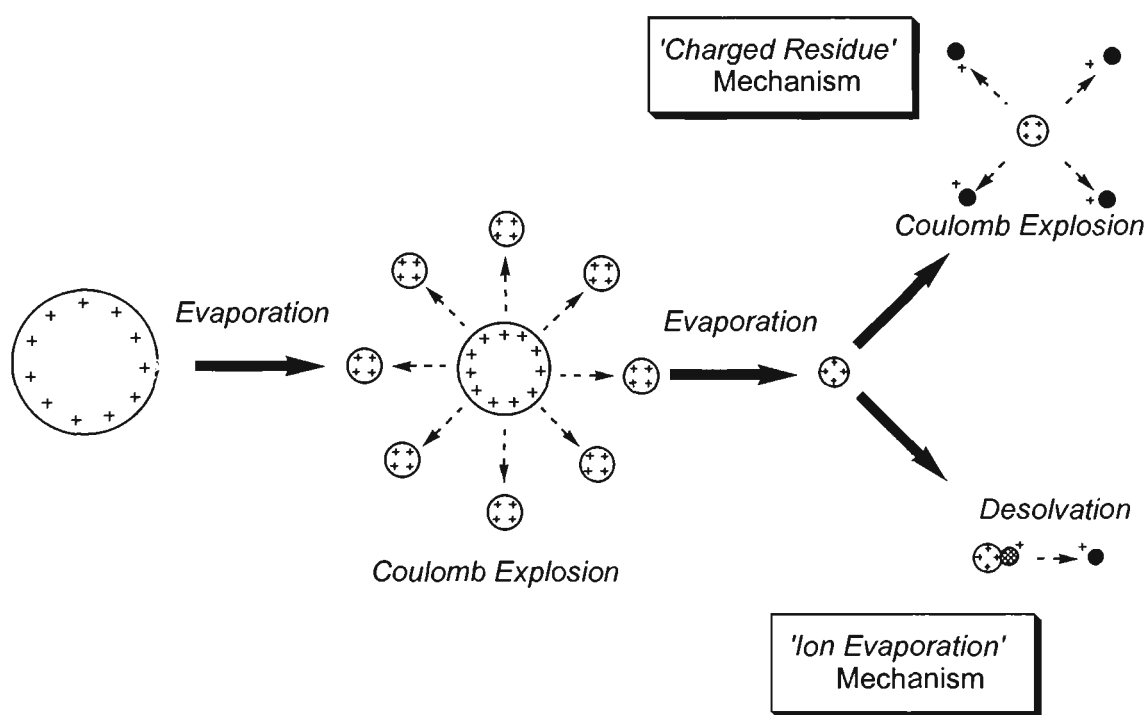 'Charged Residue'
Mechanism
Coulomb Explosion
Evaporation
Evaporation
Coulomb Explosion
Desolvation
'Ion Evaporation'
Mechanism